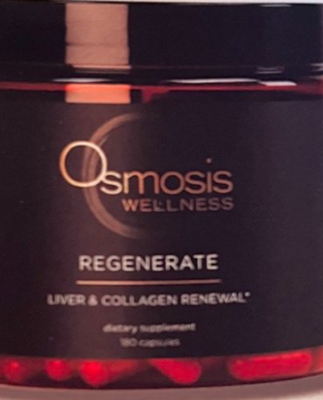 Osmosis
WELLNESS
REGENERATE
LIVER & COLLAGEN RENEWAL*
dietary supplement
180 capsules